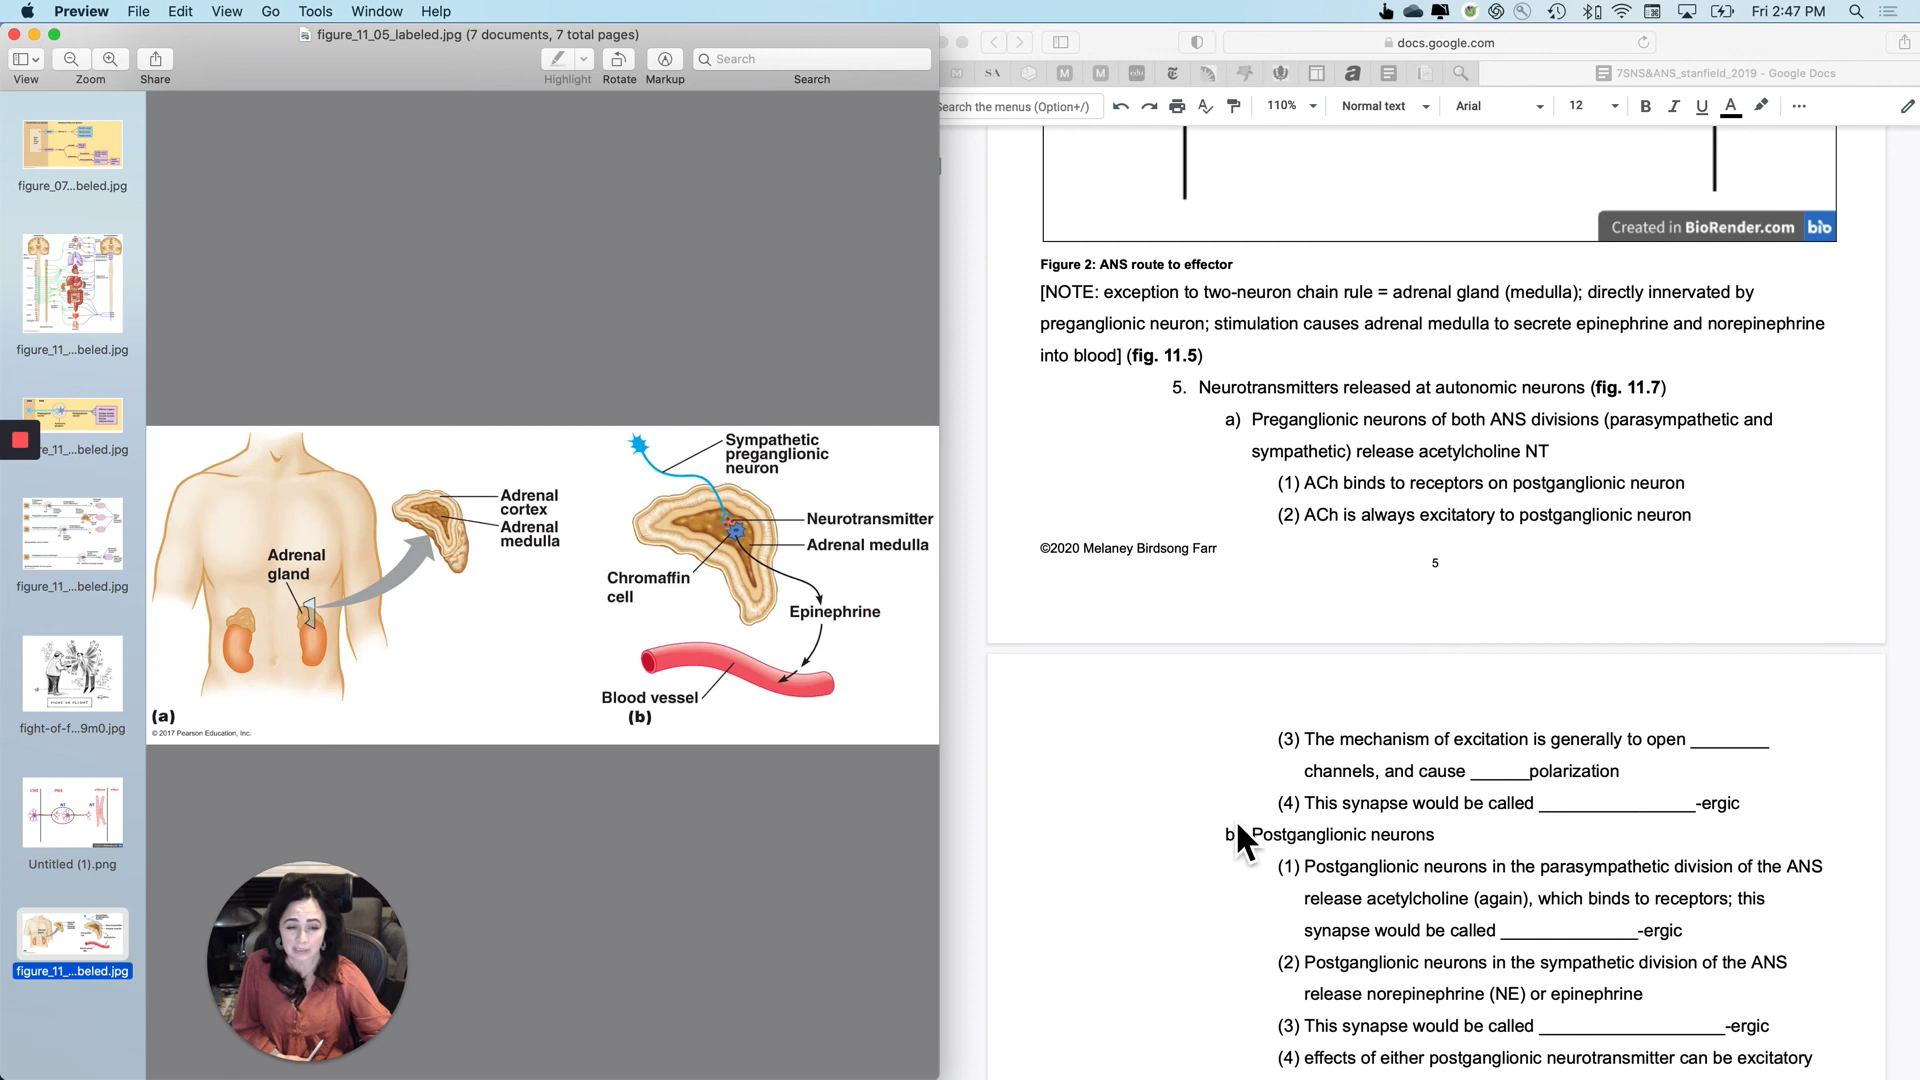 Preview File Edit View Go Tools Window Help
Fri 2:47 PM
figure_11_05_labeled.jpg (7 documents, 7 total pages)
View
Zoom
Share
Highlight
Rotate
Markup
Search
Search
figure_07...beled.jpg
figure_11_...beled.jpg
e_11_...beled.jpg
figure_11_...beled.jpg
FIGHT OR FLIGHT
fight-of-f...9m0.jpg
Untitled (1).png
figure_11_...beled.jpg
Adrenal
gland
Adrenal
cortex
Adrenal
medulla
(a)
© 2017 Pearson Education, Inc.
Sympathetic
preganglionic
neuron
Neurotransmitter
Adrenal medulla
Chromaffin
cell
Epinephrine
Blood vessel
(b)
docs.google.com
SA
edu
7SNS&ANS_stanfield_2019 - Google Docs
Search the menus (Option+/)
110%
Normal text
Arial
12
B I U A
Created in BioRender.com bio
Figure 2: ANS route to effector
[NOTE: exception to two-neuron chain rule = adrenal gland (medulla); directly innervated by
preganglionic neuron; stimulation causes adrenal medulla to secrete epinephrine and norepinephrine
into blood] (fig. 11.5)
5. Neurotransmitters released at autonomic neurons (fig. 11.7)
a) Preganglionic neurons of both ANS divisions (parasympathetic and
sympathetic) release acetylcholine NT
(1) ACh binds to receptors on postganglionic neuron
(2) ACh is always excitatory to postganglionic neuron
©2020 Melaney Birdsong Farr
5
(3) The mechanism of excitation is generally to open ________
channels, and cause ______polarization
(4) This synapse would be called ________________-ergic
b Postganglionic neurons
(1) Postganglionic neurons in the parasympathetic division of the ANS
release acetylcholine (again), which binds to receptors; this
synapse would be called ______________-ergic
(2) Postganglionic neurons in the sympathetic division of the ANS
release norepinephrine (NE) or epinephrine
(3) This synapse would be called ___________________-ergic
(4) effects of either postganglionic neurotransmitter can be excitatory